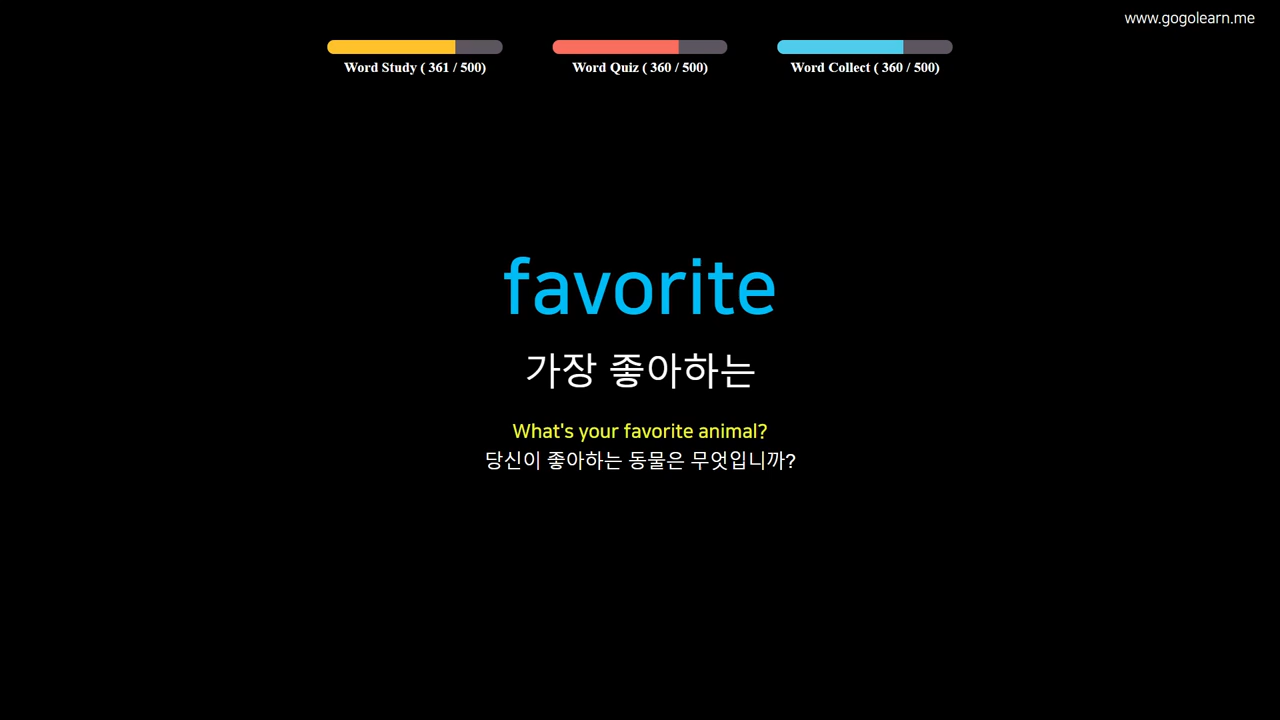 www.gogolearn.me
Word Study ( 361 / 500)
Word Quiz ( 360 / 500)
Word Collect ( 360 / 500)
favorite
가장 좋아하는
What's your favorite animal?
당신이 좋아하는 동물은 무엇입니까?